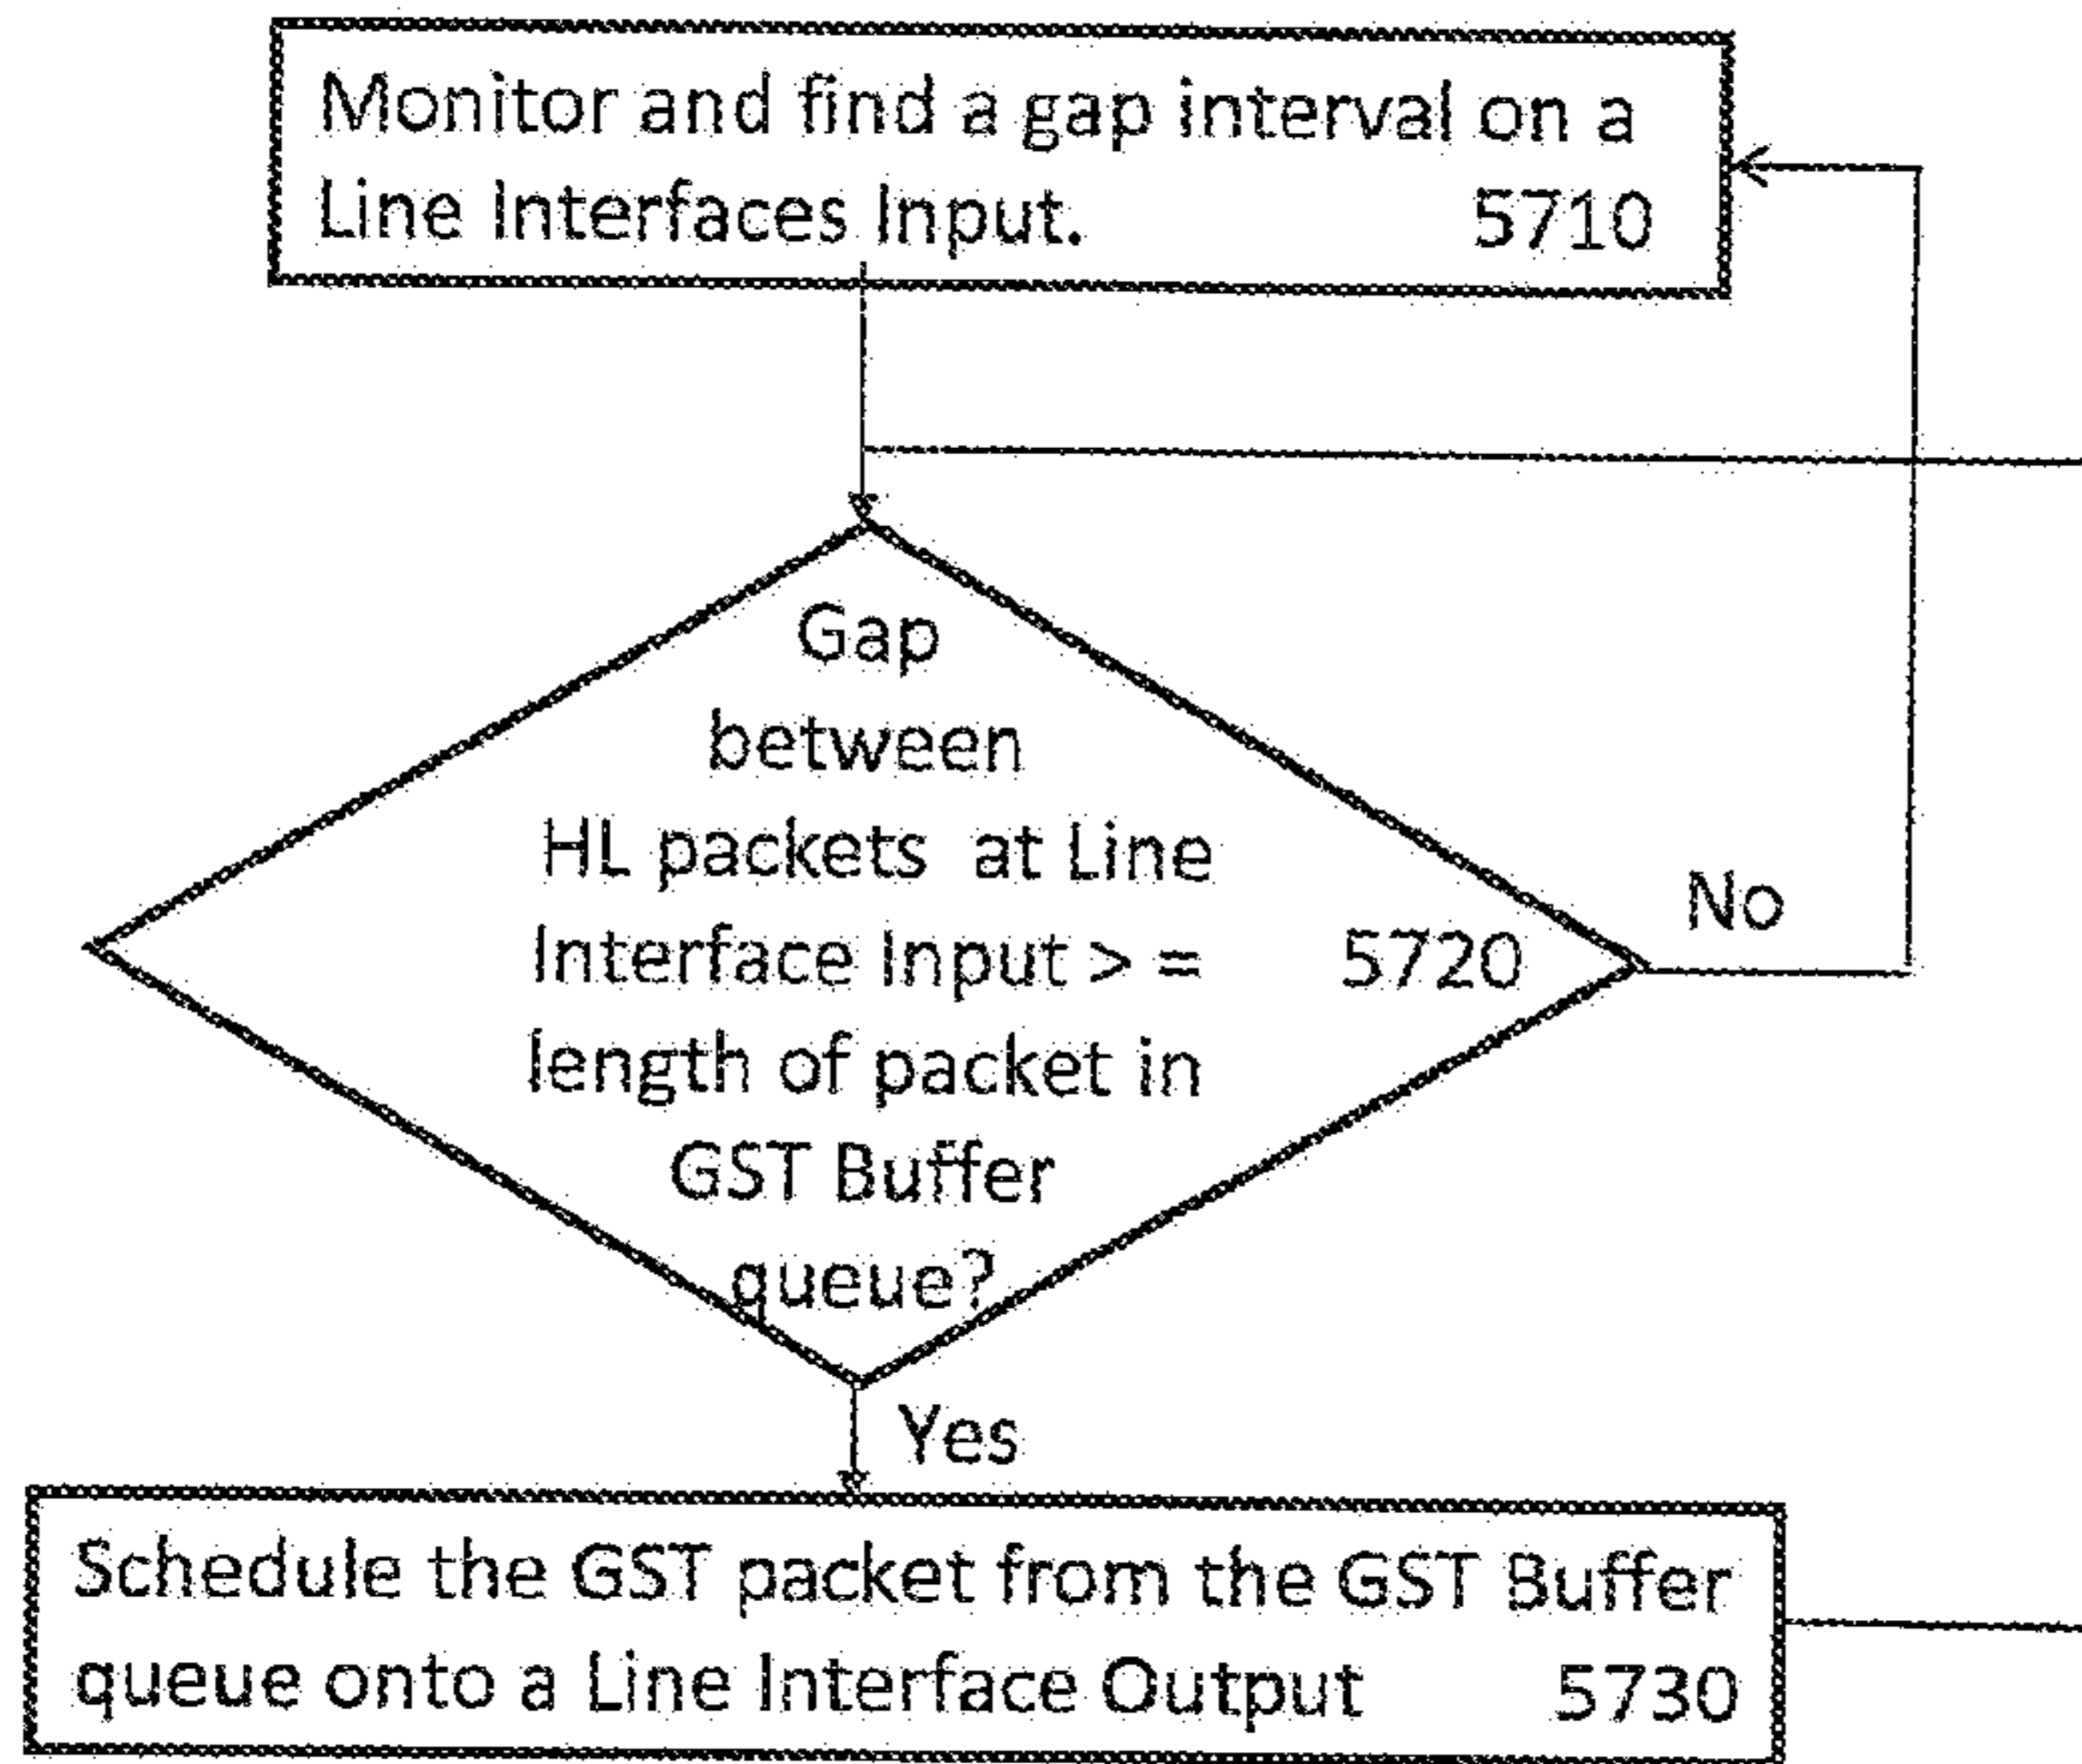 Monitor and find a gap interval on a
Line Interfaces Input. 5710
Gap
between
HL packets at Line
Interface Input > = 5720
length of packet in
GST Buffer
queue?
No
Yes
Schedule the GST packet from the GST Buffer
queue onto a Line Interface Output 5730